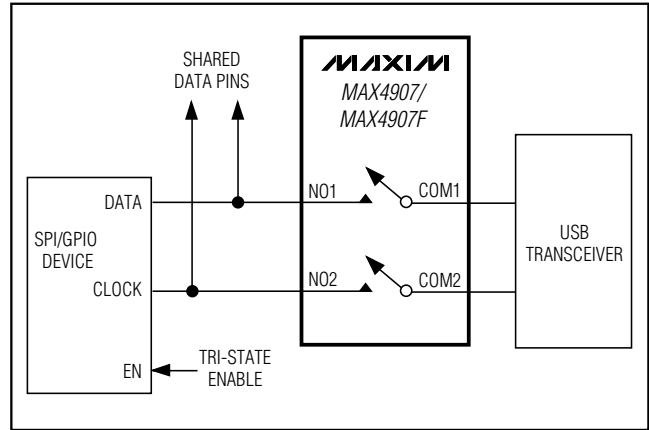 SHARED
DATA PINS
MAXIM
MAX4907/
MAX4907F
DATA
SPI/GPIO
DEVICE
CLOCK
EN
TRI-STATE
ENABLE
NO1
COM1
NO2
COM2
USB
TRANSCEIVER